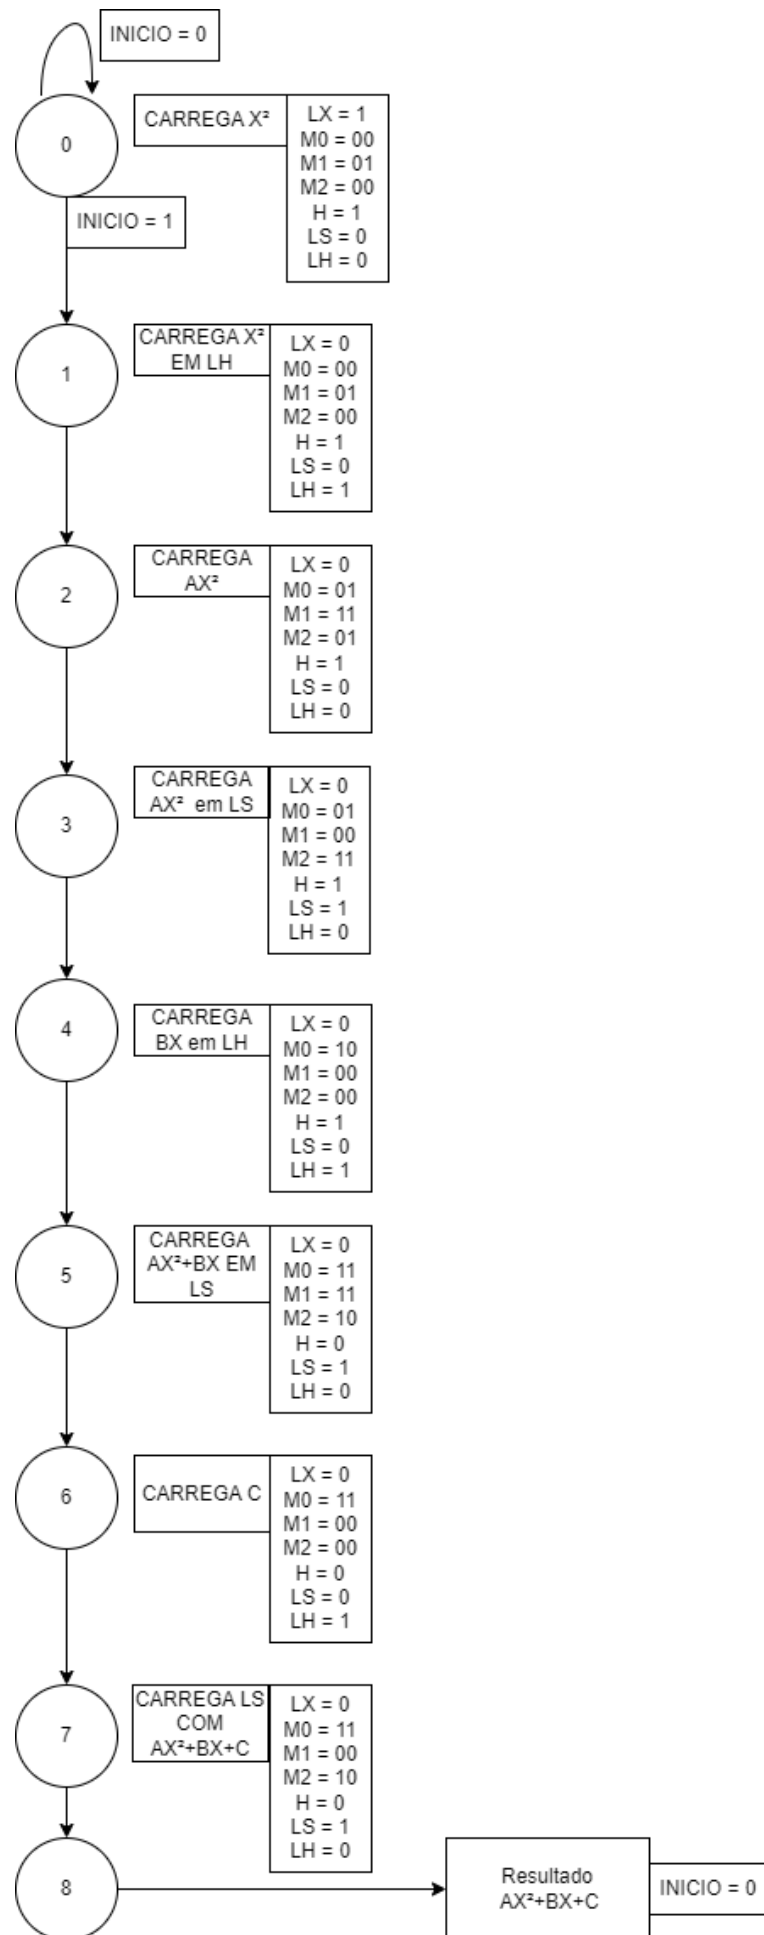 INICIO = 0
0
CARREGA X²
LX = 1
M0 = 00
M1 = 01
M2 = 00
H = 1
LS = 0
LH = 0
INICIO = 1
1
CARREGA X²
EM LH
LX = 0
M0 = 00
M1 = 01
M2 = 00
H = 1
LS = 0
LH = 1
2
CARREGA
AX²
LX = 0
M0 = 01
M1 = 11
M2 = 01
H = 1
LS = 0
LH = 0
3
CARREGA
AX² em LS
LX = 0
M0 = 01
M1 = 00
M2 = 11
H = 1
LS = 1
LH = 0
4
CARREGA
BX em LH
LX = 0
M0 = 10
M1 = 00
M2 = 00
H = 1
LS = 0
LH = 1
5
CARREGA
AX²+BX EM
LS
LX = 0
M0 = 11
M1 = 11
M2 = 10
H = 0
LS = 1
LH = 0
6
CARREGA C
LX = 0
M0 = 11
M1 = 00
M2 = 00
H = 0
LS = 0
LH = 1
7
CARREGA LS
COM
AX²+BX+C
LX = 0
M0 = 11
M1 = 00
M2 = 10
H = 0
LS = 1
LH = 0
8
Resultado
AX²+BX+C
INICIO = 0